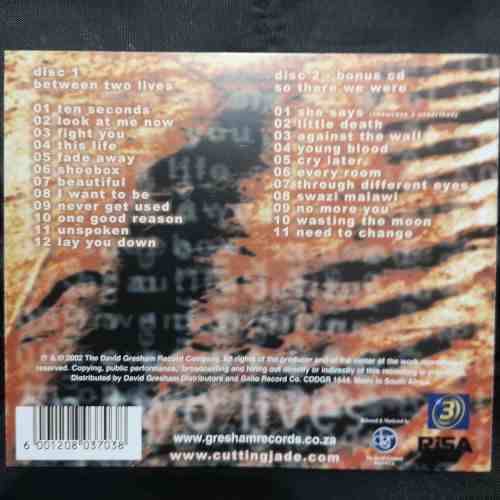 disc 1
between two lives
01 ten seconds
02 look at me now
03 fight you
04 this life
05 fade away
06 shoebox
07 beautiful
08 I want to be
09 never get used
10 one good reason
11 unspoken
12 lay you down
disc 2 - bonus cd
so there we were
01 she says
02 little death
03 against the wall
04 young blood
05 cry later
06 every room
07 through different eyes
08 swazi malawi
09 no more you
10 wasting the moon
11 need to change
℗ & © 2002 The David Gresham Record Company. All rights of the producer and of the owner of the work
reserved. Copying, public performance, broadcasting and hiring out directly or indirectly of this recording is
Distributed by David Gresham Distributors and Gallo Record Co. CDDGR 1544. Made in South Africa.
lives
6 001208 037038
www.greshamrecords.co.za
www.cuttingjade.com
3
RiSA